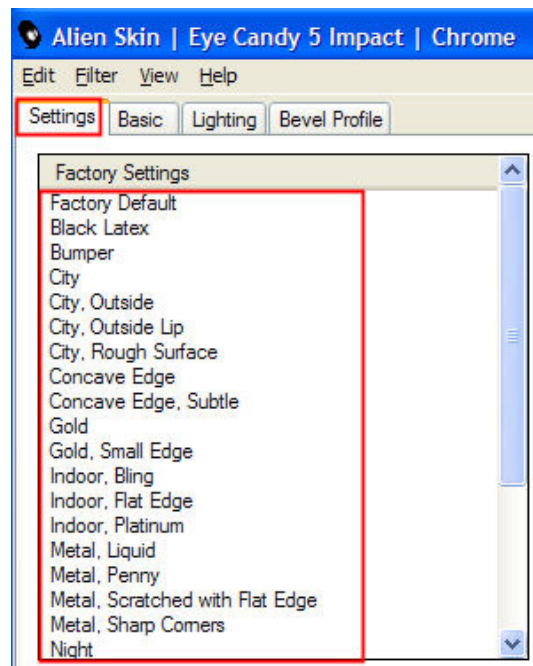 Alien Skin | Eye Candy 5 Impact | Chrome
Edit Filter View Help
Settings Basic Lighting Bevel Profile
Factory Settings
Factory Default
Black Latex
Bumper
City
City, Outside
City, Outside Lip
City, Rough Surface
Concave Edge
Concave Edge, Subtle
Gold
Gold, Small Edge
Indoor, Bling
Indoor, Flat Edge
Indoor, Platinum
Metal, Liquid
Metal, Penny
Metal, Scratched with Flat Edge
Metal, Sharp Corners
Night